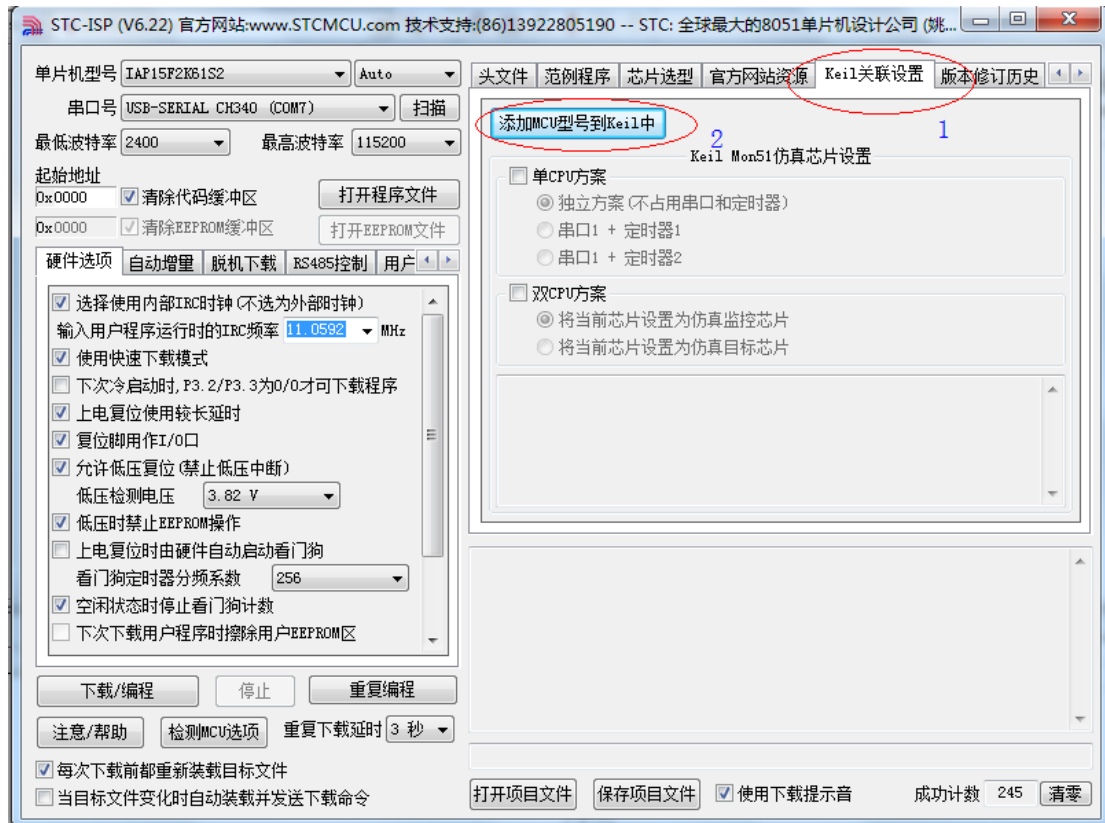 STC-ISP (V6.22) 官方网站:www.STCMCU.com 技术支持:(86)13922805190 -- STC: 全球最大的8051单片机设计公司 (姚...
单片机型号 IAP15F2K61S2 Auto
串口号 USB-SERIAL CH340 (COM7) 扫描
最低波特率 2400 最高波特率 115200
起始地址
0x0000 清除代码缓冲区 打开程序文件
0x0000 清除EEPROM缓冲区 打开EEPROM文件
硬件选项 自动增量 脱机下载 RS485控制 用户
选择使用内部IRC时钟(不选为外部时钟)
输入用户程序运行时的IRC频率 11.0592 MHz
使用快速下载模式
下次冷启动时,P3.2/P3.3为0/0才可下载程序
上电复位使用较长延时
复位脚用作I/O口
允许低压复位(禁止低压中断)
低压检测电压 3.82 V
低压时禁止EEPROM操作
上电复位时由硬件自动启动看门狗
看门狗定时器分频系数 256
空闲状态时停止看门狗计数
下次下载用户程序时擦除用户EEPROM区
下载/编程 停止 重复编程
注意/帮助 检测MCU选项 重复下载延时 3 秒
每次下载前都重新装载目标文件
当目标文件变化时自动装载并发送下载命令
头文件 范例程序 芯片选型 官方网站资源 Keil关联设置 版本修订历史
1
添加MCU型号到Keil中
2
Keil Mon51仿真芯片设置
单CPU方案
独立方案(不占用串口和定时器)
串口1 + 定时器1
串口1 + 定时器2
双CPU方案
将当前芯片设置为仿真监控芯片
将当前芯片设置为仿真目标芯片
打开项目文件 保存项目文件 使用下载提示音 成功计数 245 清零